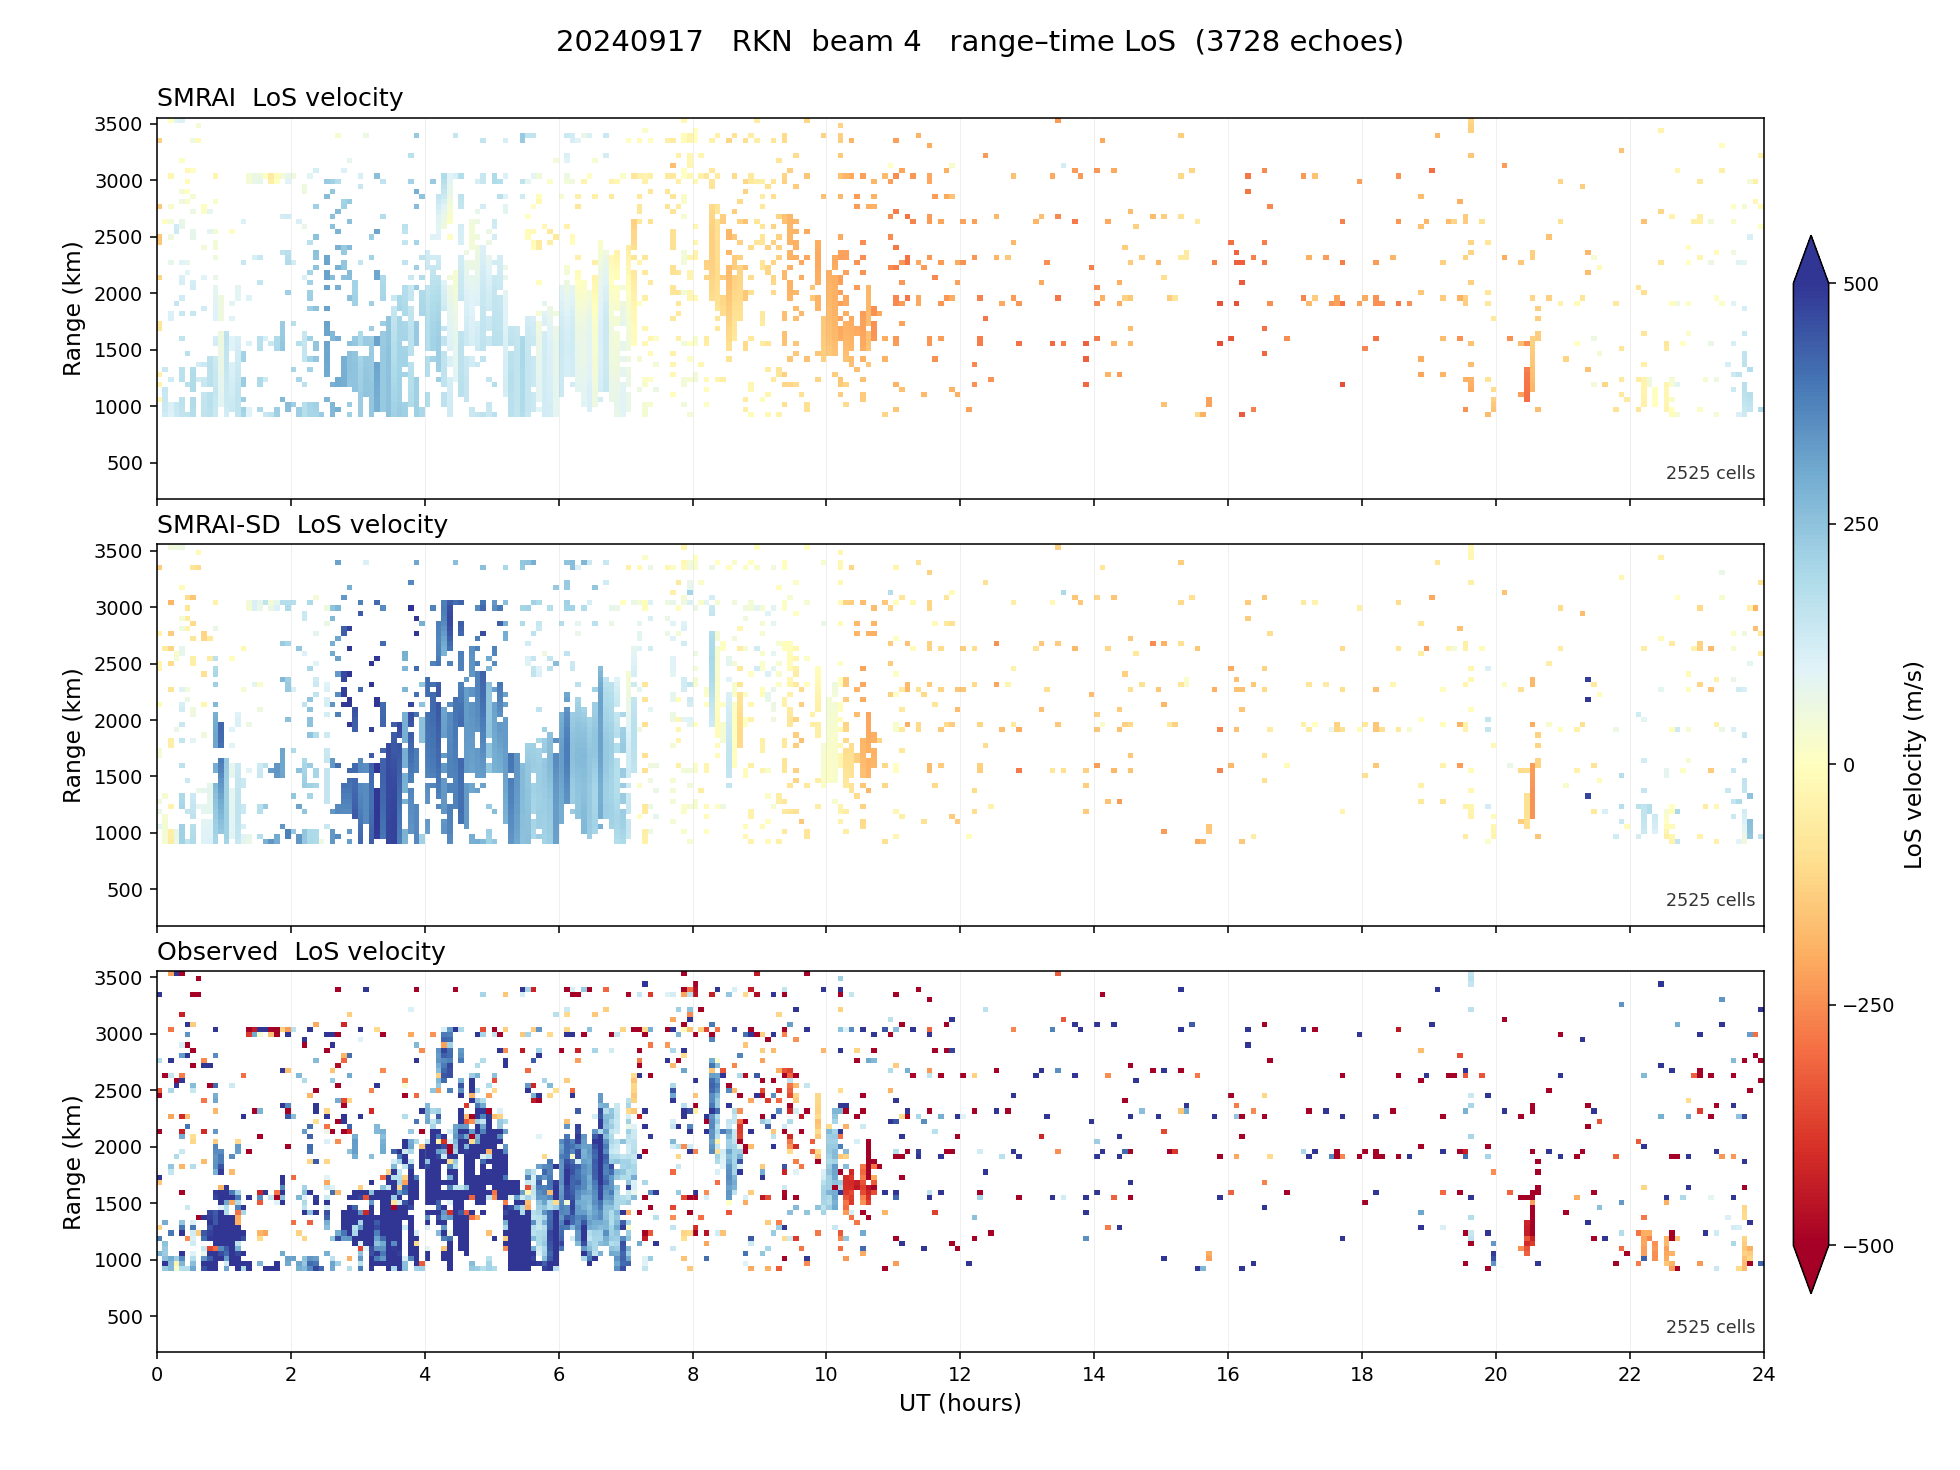 20240917   RKN  beam 4   range–time LoS  (3728 echoes)
SMRAI  LoS velocity
3500
3000
2500
2000
1500
1000
500
Range (km)
2525 cells
SMRAI-SD  LoS velocity
3500
3000
2500
2000
1500
1000
500
Range (km)
2525 cells
Observed  LoS velocity
3500
3000
2500
2000
1500
1000
500
Range (km)
2525 cells
0 2 4 6 8 10 12 14 16 18 20 22 24
UT (hours)
500
250
0
−250
−500
LoS velocity (m/s)